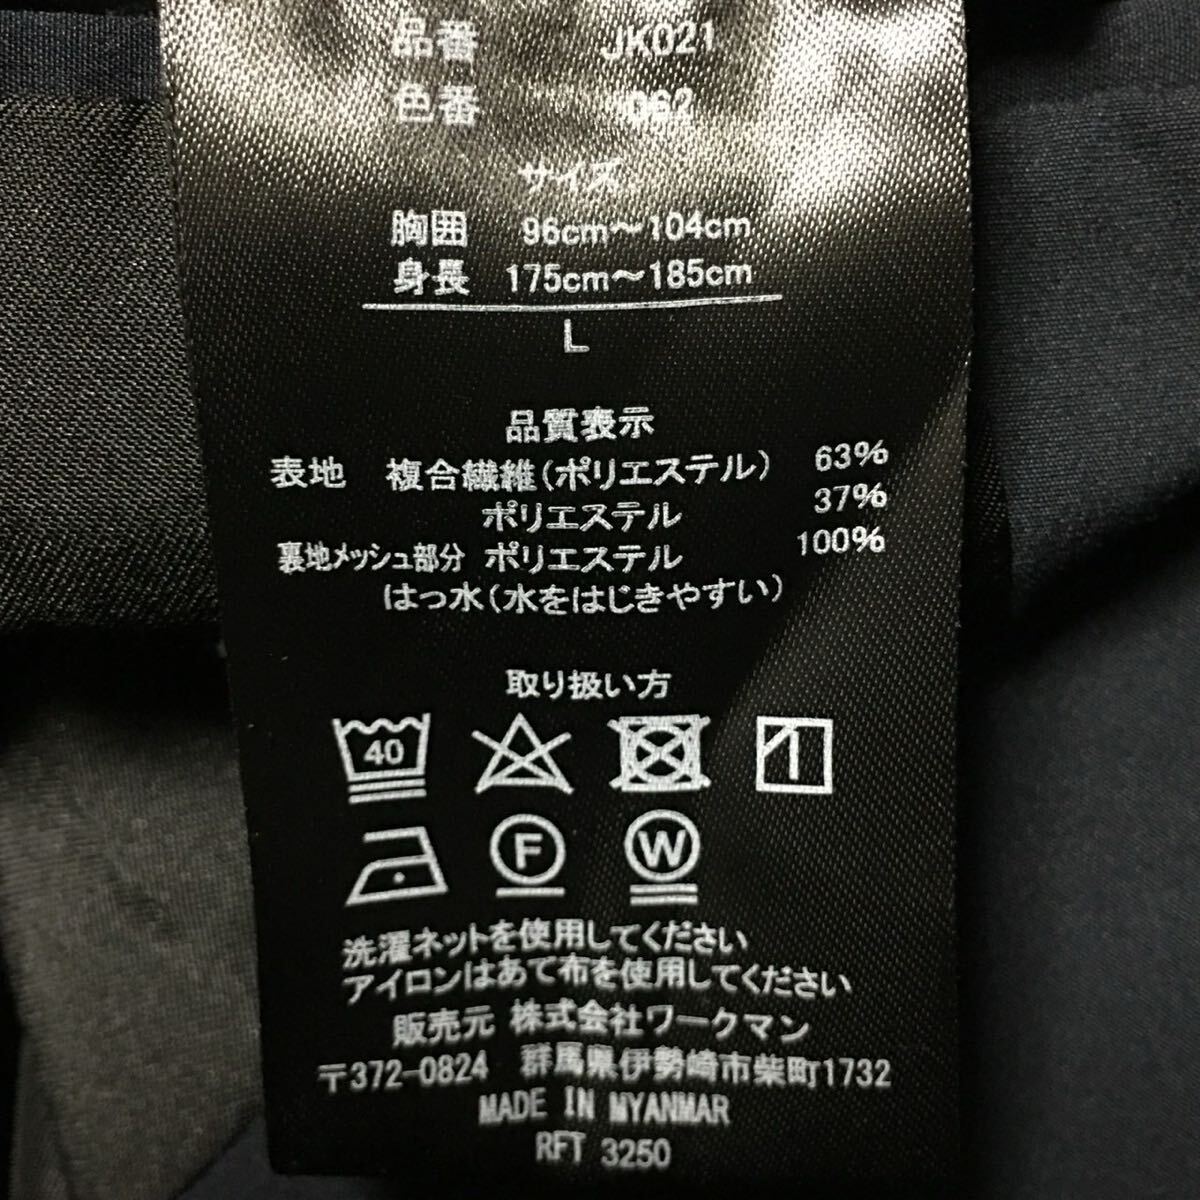 品番 JK021
色番 062
サイズ
胸囲 96cm〜104cm
身長 175cm〜185cm
L
品質表示
表地 複合繊維(ポリエステル) 63%
ポリエステル 37%
裏地メッシュ部分 ポリエステル 100%
はっ水(水をはじきやすい)
取り扱い方
40
F W
洗濯ネットを使用してください
アイロンはあて布を使用してください
販売元 株式会社ワークマン
〒372-0824 群馬県伊勢崎市柴町1732
MADE IN MYANMAR
RFT 3250